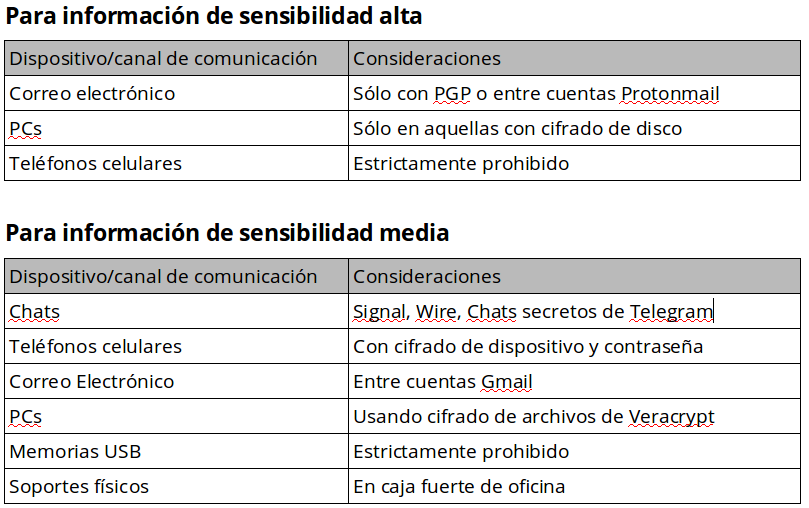 Para información de sensibilidad alta
Dispositivo/canal de comunicación Consideraciones
Correo electrónico Sólo con PGP o entre cuentas Protonmail
PCs Sólo en aquellas con cifrado de disco
Teléfonos celulares Estrictamente prohibido
Para información de sensibilidad media
Dispositivo/canal de comunicación Consideraciones
Chats Signal, Wire, Chats secretos de Telegram
Teléfonos celulares Con cifrado de dispositivo y contraseña
Correo Electrónico Entre cuentas Gmail
PCs Usando cifrado de archivos de Veracrypt
Memorias USB Estrictamente prohibido
Soportes físicos En caja fuerte de oficina